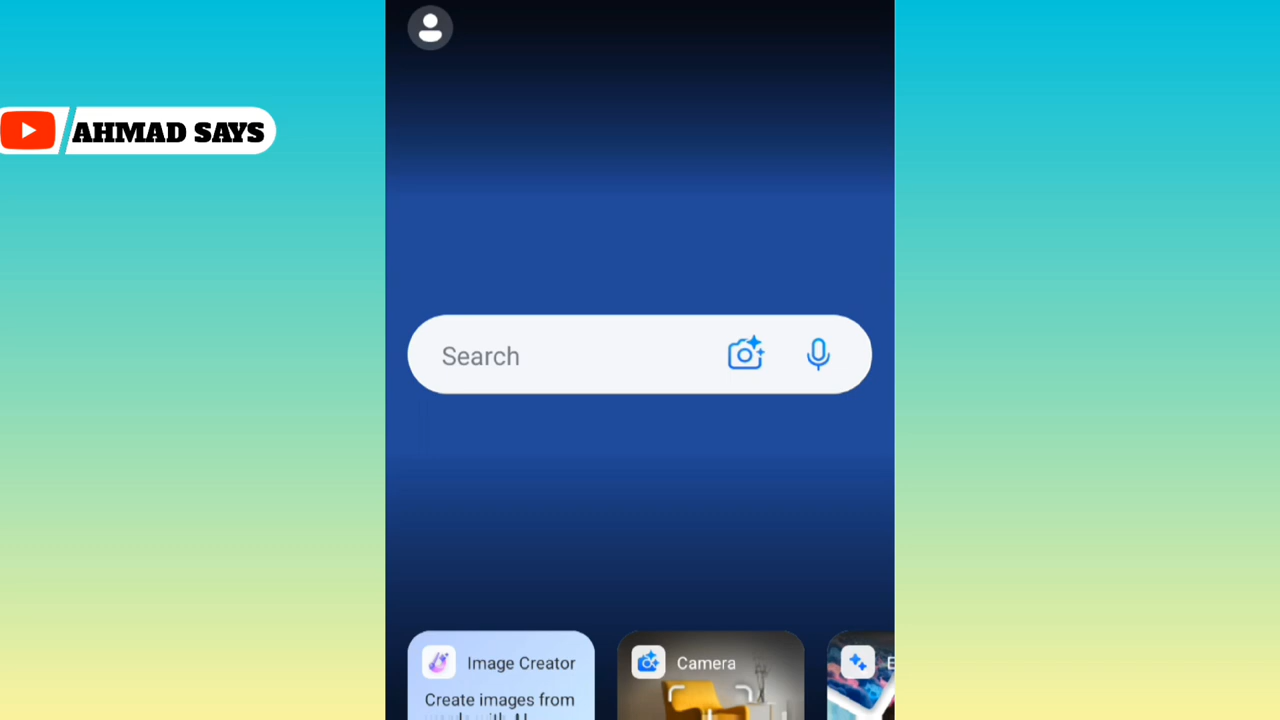 AHMAD SAYS
Search
Image Creator
Camera
Create images from